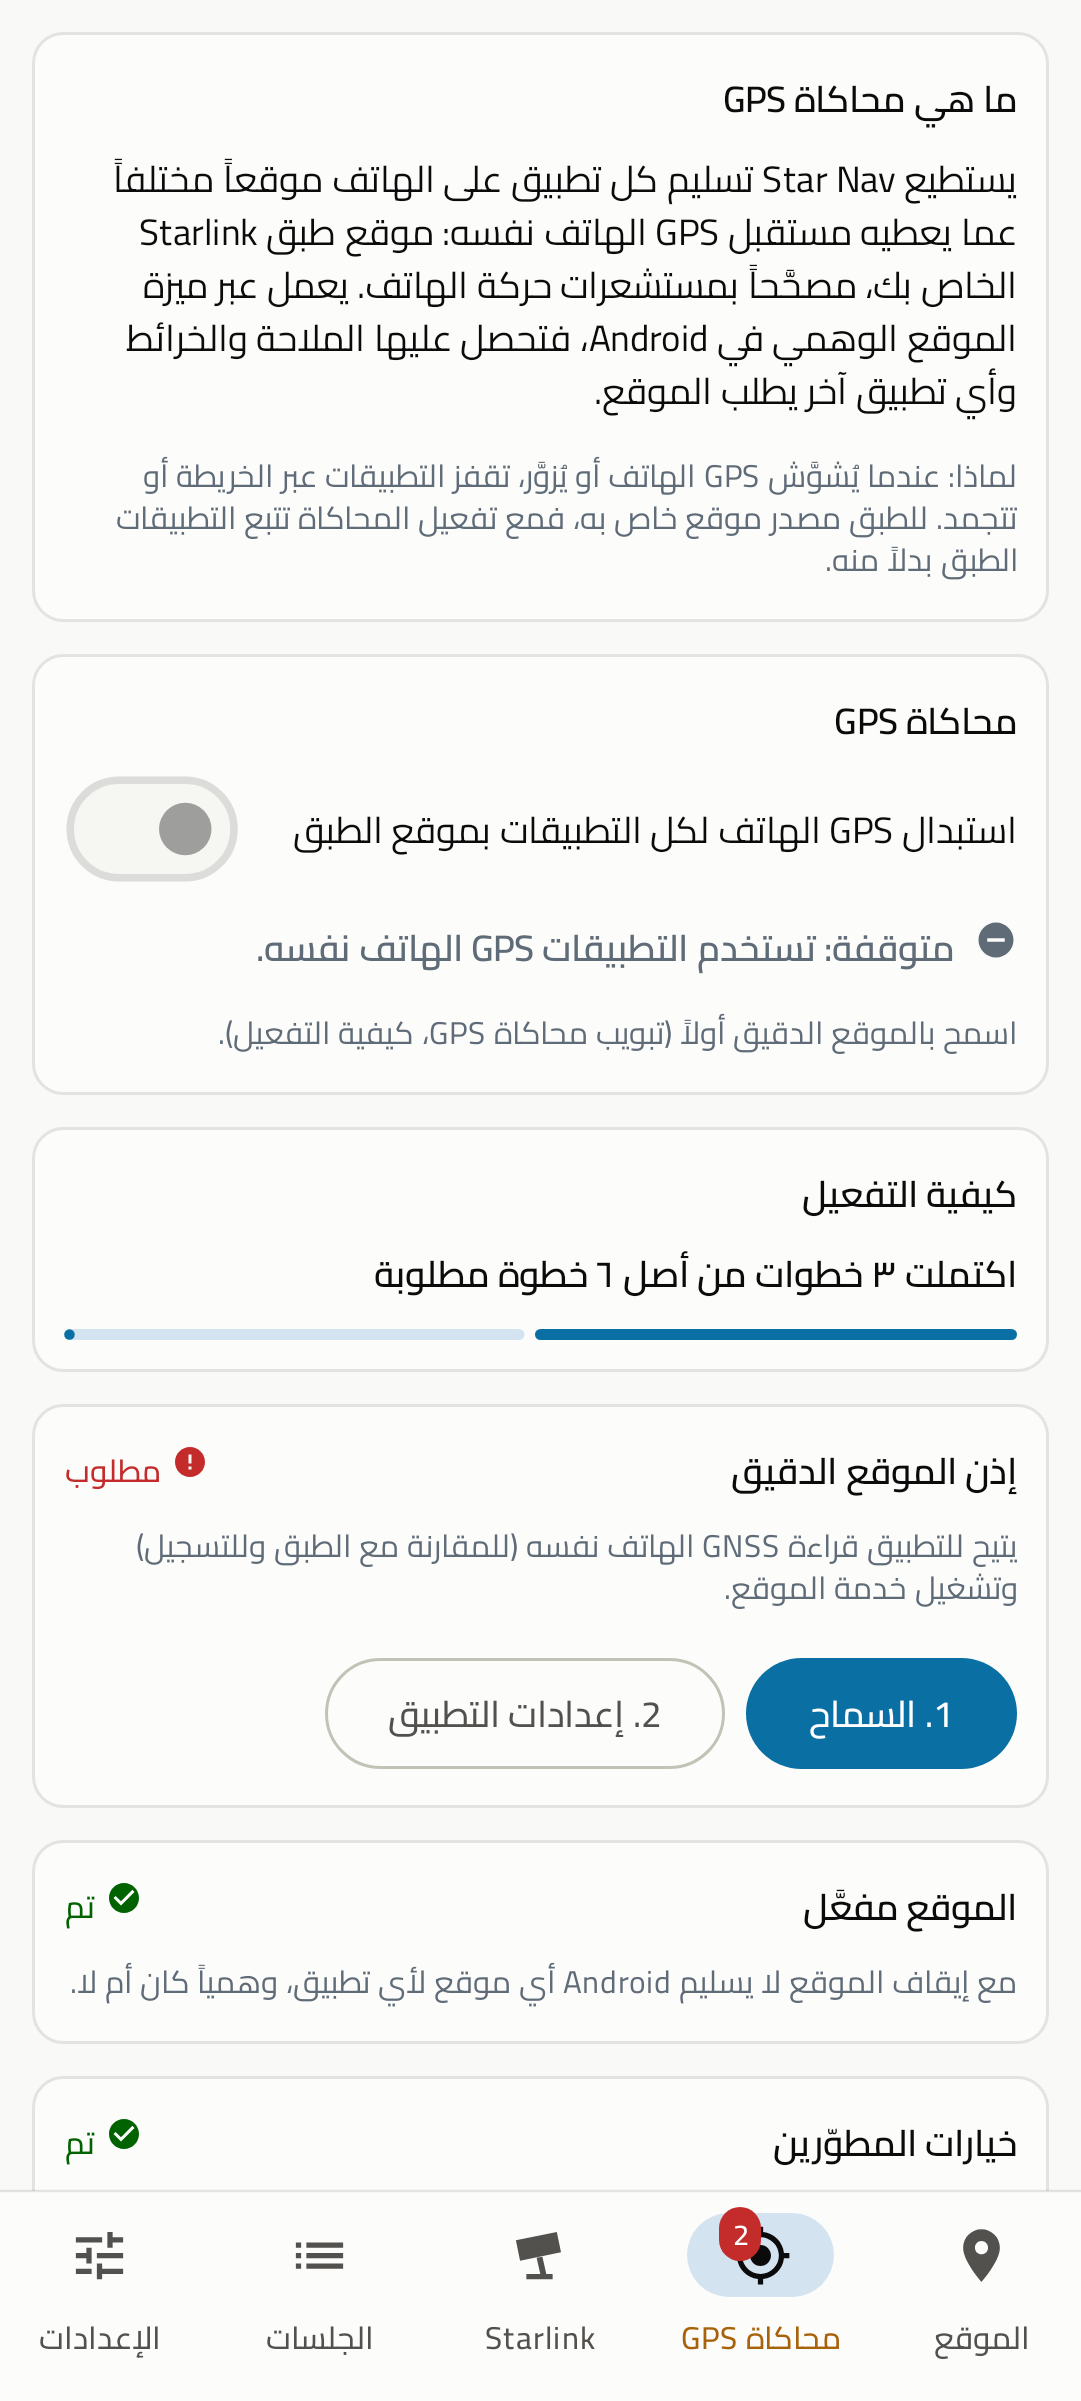 ما هي محاكاة GPS
يستطيع Star Nav تسليم كل تطبيق على الهاتف موقعاً مختلفاً
عما يعطيه مستقبل GPS الهاتف نفسه: موقع طبق Starlink
الخاص بك، مصحَّحاً بمستشعرات حركة الهاتف. يعمل عبر ميزة
الموقع الوهمي في Android، فتحصل عليها الملاحة والخرائط
وأي تطبيق آخر يطلب الموقع.
لماذا: عندما يُشوَّش GPS الهاتف أو يُزوَّر، تقفز التطبيقات عبر الخريطة أو
تتجمد. للطبق مصدر موقع خاص به، فمع تفعيل المحاكاة تتبع التطبيقات
الطبق بدلاً منه.
محاكاة GPS
استبدال GPS الهاتف لكل التطبيقات بموقع الطبق
متوقفة: تستخدم التطبيقات GPS الهاتف نفسه.
اسمح بالموقع الدقيق أولاً (تبويب محاكاة GPS، كيفية التفعيل).
كيفية التفعيل
اكتملت ٣ خطوات من أصل ٦ خطوة مطلوبة
إذن الموقع الدقيق
مطلوب
يتيح للتطبيق قراءة GNSS الهاتف نفسه (للمقارنة مع الطبق وللتسجيل)
وتشغيل خدمة الموقع.
1. السماح
2. إعدادات التطبيق
الموقع مفعَّل
تم
مع إيقاف الموقع لا يسليم Android أي موقع لأي تطبيق، وهمياً كان أم لا.
خيارات المطوّرين
تم
2
الموقع
محاكاة GPS
Starlink
الجلسات
الإعدادات